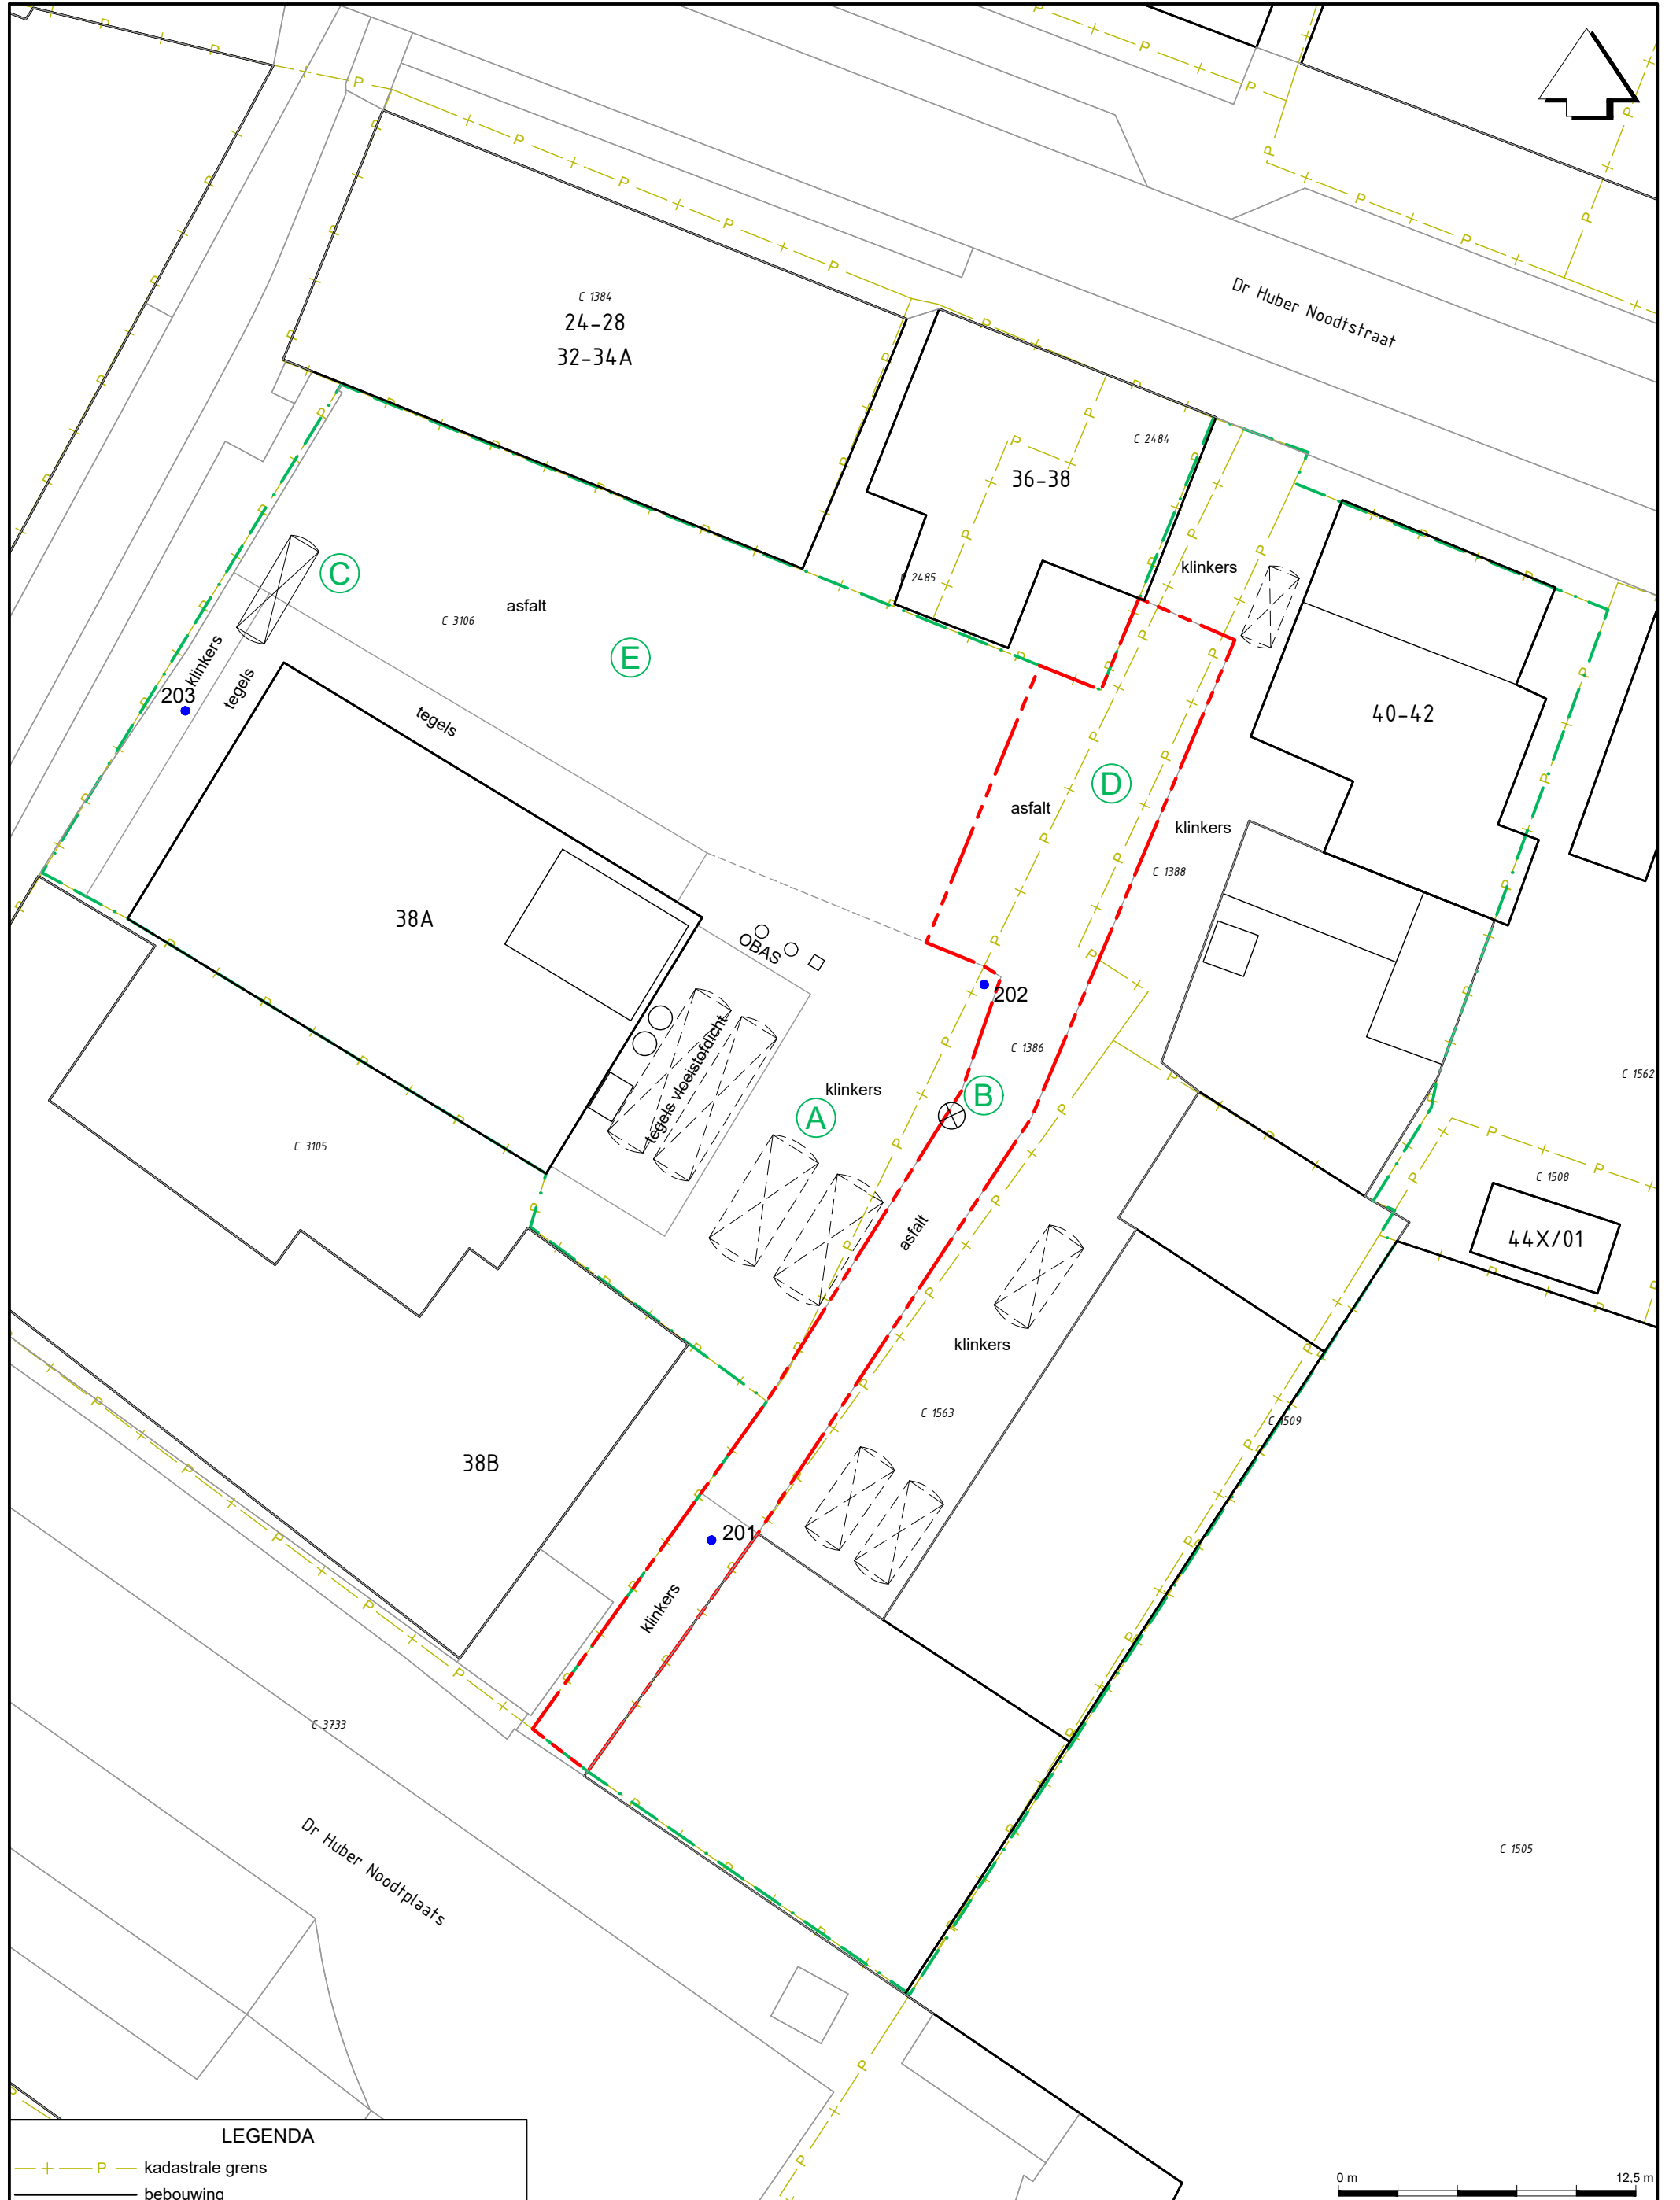 Dr Huber Noodtstraat
C 1384
24-28
32-34A
C 2484
36-38
C 2485
klinkers
C
asfalt
C 3106
E
klinkers
tegels
203
tegels
40-42
D
asfalt
klinkers
C 1388
38A
OBAS
202
C 1386
B
klinkers
A
tegels vloeistofdicht
C 1562
C 3105
C 1508
44X/01
asfalt
klinkers
C 1563
C 1509
38B
201
klinkers
C 3733
Dr Huber Noodtplaats
C 1505
LEGENDA
P kadastrale grens
bebouwing
0 m 12,5 m